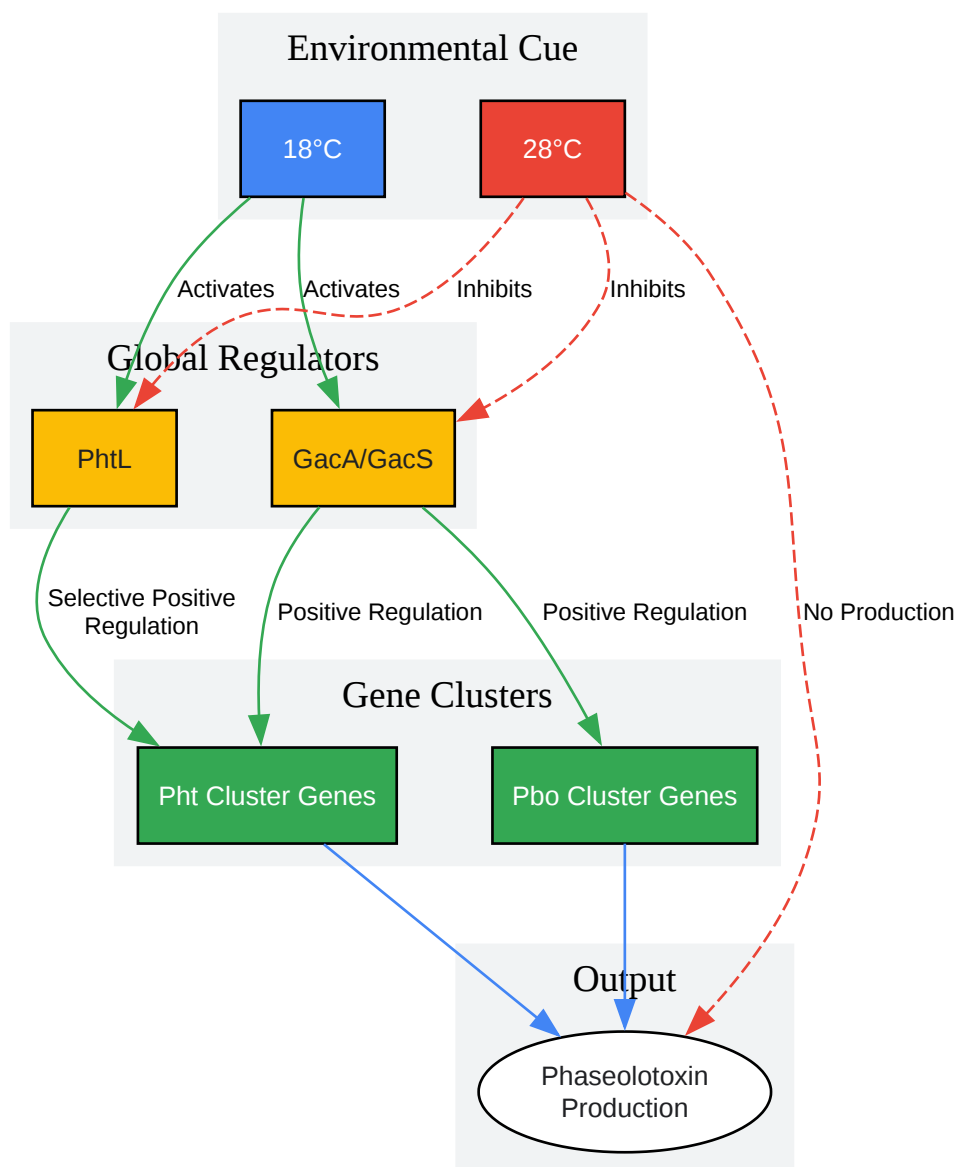 Environmental Cue
18°C
28°C
Activates
Activates
Inhibits
Inhibits
Global Regulators
PhtL
GacA/GacS
Selective Positive
Regulation
Positive Regulation
Positive Regulation
No Production
Gene Clusters
Pht Cluster Genes
Pbo Cluster Genes
Output
Phaseolotoxin
Production